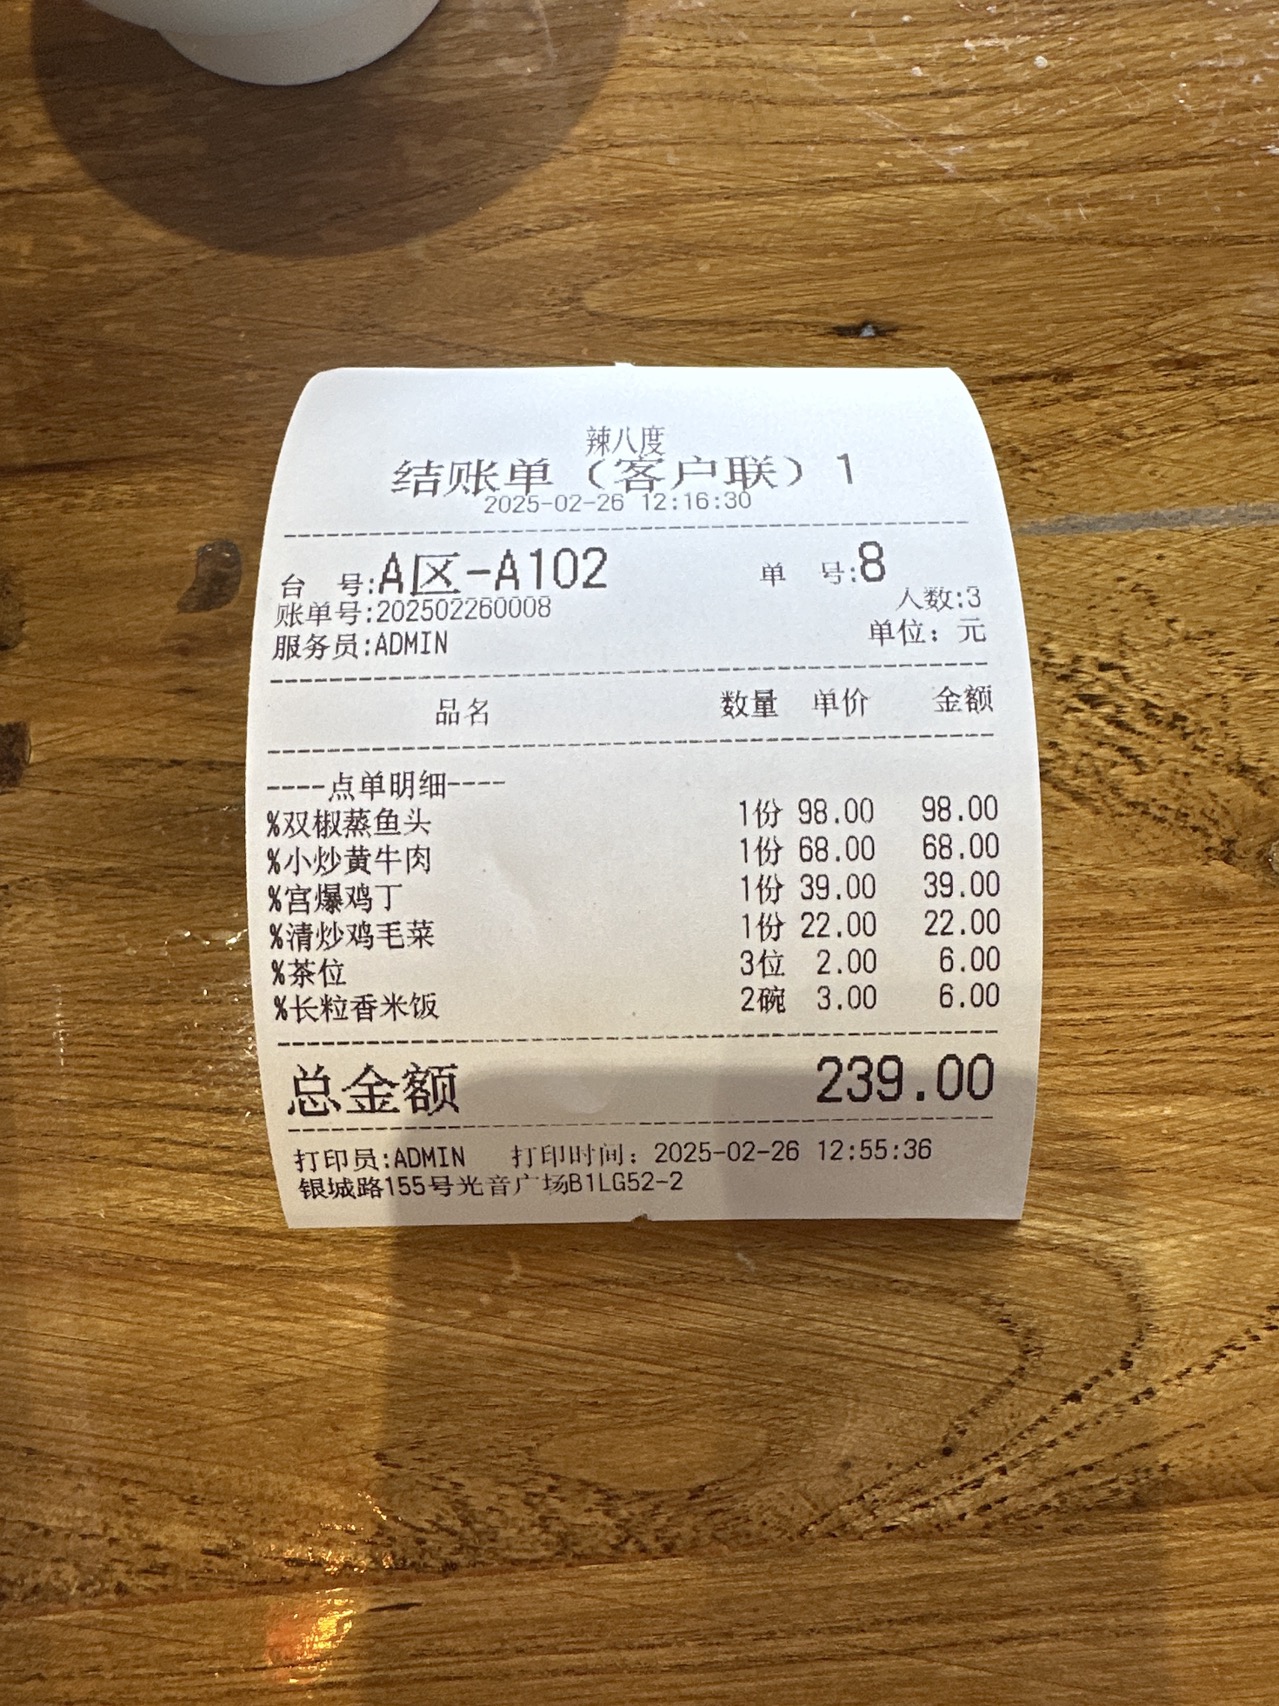 辣八度
结账单（客户联）1
2025-02-26 12:16:30
台 号:A区-A102 单 号:8
账单号:202502260008 人数:3
服务员:ADMIN 单位：元
品名 数量 单价 金额
----点单明细----
%双椒蒸鱼头 1份 98.00 98.00
%小炒黄牛肉 1份 68.00 68.00
%宫爆鸡丁 1份 39.00 39.00
%清炒鸡毛菜 1份 22.00 22.00
%茶位 3位 2.00 6.00
%长粒香米饭 2碗 3.00 6.00
总金额 239.00
打印员:ADMIN 打印时间：2025-02-26 12:55:36
银城路155号光音广场B1LG52-2